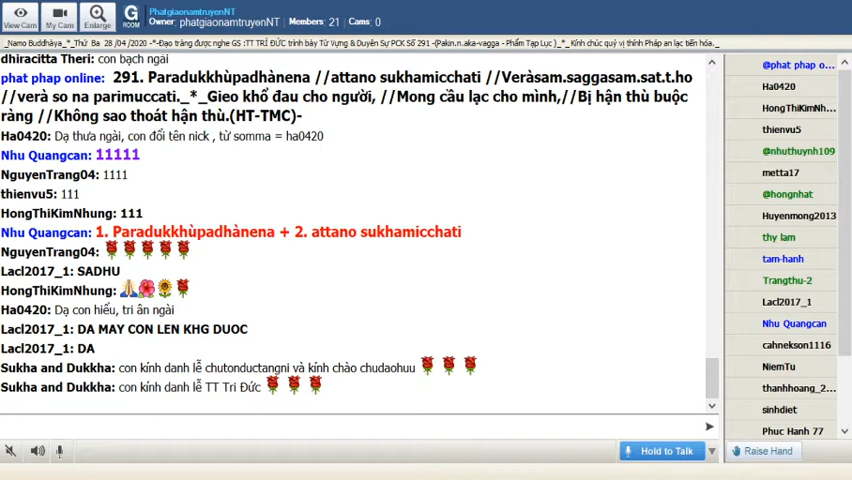 View Cam
My Cam
Enlarge
G
ROOM
PhatgiaonamtruyenNT
Owner: phatgiaonamtruyenNT Members: 21 Cams: 0
_Namo Buddhàya_*_Thứ Ba 28 /04 /2020 -*-Đạo tràng được nghe GS :TT TRÍ ĐỨC trình bày Từ Vựng & Duyên Sự PCK Số 291 -(Pakin.n.aka-vagga - Phẩm Tạp Lục )_*_ Kính chúc quý vị thính Pháp an lạc tiến hóa._
dhiracitta Theri: con bạch ngài
phat phap online: 291. Paradukkhùpadhànena //attano sukhamicchati //Veràsam.saggasam.sat.t.ho
//verà so na parimuccati._*_Gieo khổ đau cho người, //Mong cầu lạc cho mình,//Bị hận thù buộc
ràng //Không sao thoát hận thù.(HT-TMC)-
Ha0420: Dạ thưa ngài, con đổi tên nick , từ somma = ha0420
Nhu Quangcan: 11111
NguyenTrang04: 1111
thienvu5: 111
HongThiKimNhung: 111
Nhu Quangcan: 1. Paradukkhùpadhànena + 2. attano sukhamicchati
NguyenTrang04:
Lacl2017_1: SADHU
HongThiKimNhung:
Ha0420: Dạ con hiểu, tri ân ngài
Lacl2017_1: DA MAY CON LEN KHG DUOC
Lacl2017_1: DA
Sukha and Dukkha: con kính danh lễ chutonductangni và kính chào chudaohuu
Sukha and Dukkha: con kính danh lễ TT Tri Đức
@phat phap o...
Ha0420
HongThiKimNh...
thienvu5
@nhuthuynh109
metta17
@hongnhat
Huyenmong2013
thy lam
tam-hanh
Trangthu-2
Lacl2017_1
Nhu Quangcan
cahnekson1116
NiemTu
thanhhoang_2...
sinhdiet
Phuc Hanh 77
Hold to Talk
Raise Hand